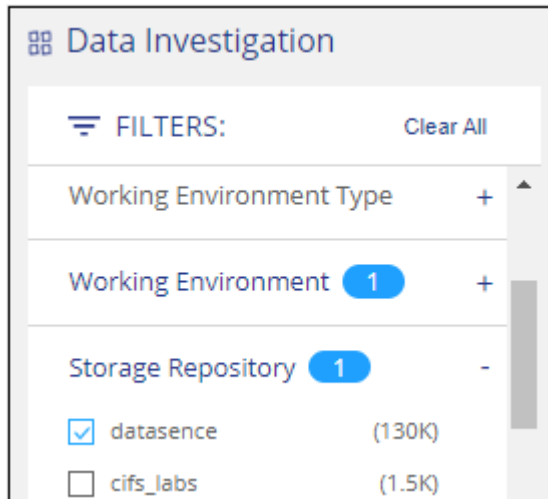 Data Investigation
FILTERS: Clear All
Working Environment Type +
Working Environment 1 +
Storage Repository 1 -
datasence (130K)
cifs_labs (1.5K)